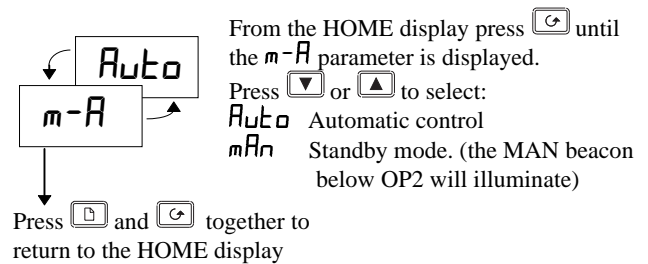 Auto
m-A
From the HOME display press until
the m-A parameter is displayed.
Press or to select:
Auto Automatic control
mAn Standby mode. (the MAN beacon
below OP2 will illuminate)
Press and together to
return to the HOME display